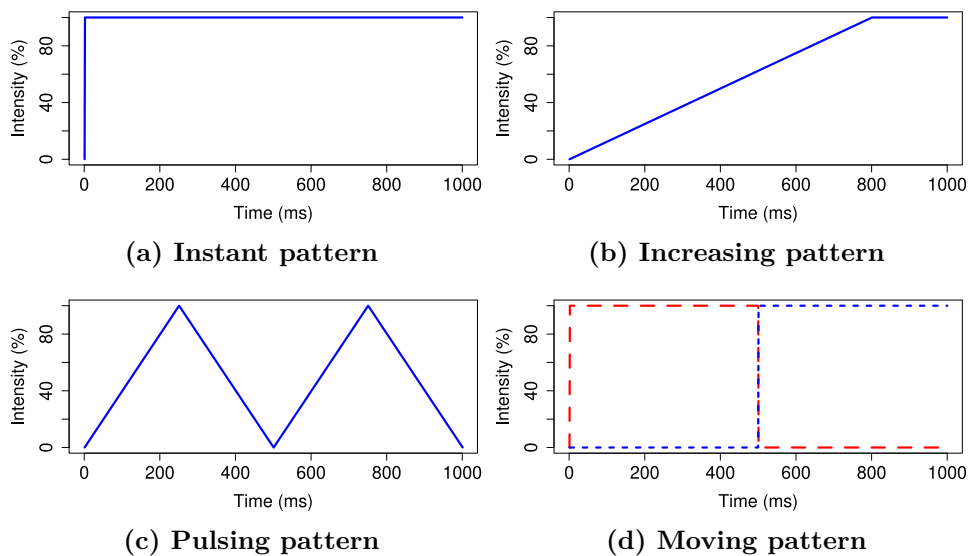 Intensity (%)
0 40 80
0 200 400 600 800 1000
Time (ms)
(a) Instant pattern
Intensity (%)
0 40 80
0 200 400 600 800 1000
Time (ms)
(b) Increasing pattern
Intensity (%)
0 40 80
0 200 400 600 800 1000
Time (ms)
(c) Pulsing pattern
Intensity (%)
0 40 80
0 200 400 600 800 1000
Time (ms)
(d) Moving pattern